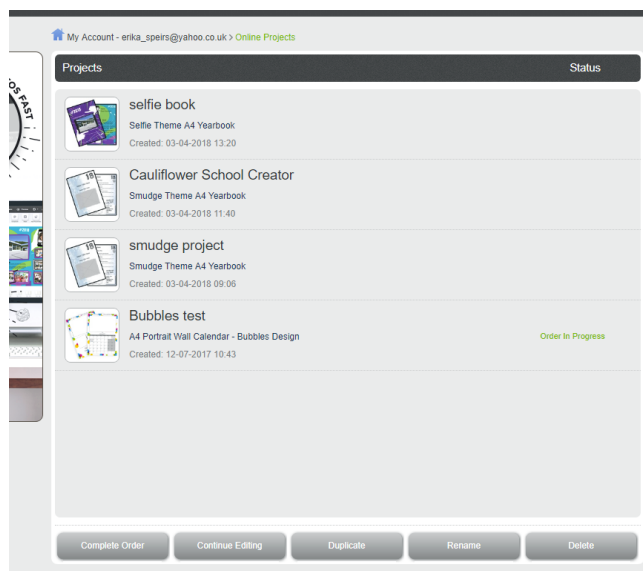 My Account - erika_speirs@yahoo.co.uk > Online Projects
Projects Status
OS FAST
selfie book
Selfie Theme A4 Yearbook
Created: 03-04-2018 13:20
Cauliflower School Creator
Smudge Theme A4 Yearbook
Created: 03-04-2018 11:40
smudge project
Smudge Theme A4 Yearbook
Created: 03-04-2018 09:06
Bubbles test
A4 Portrait Wall Calendar - Bubbles Design
Order In Progress
Created: 12-07-2017 10:43
Complete Order Continue Editing Duplicate Rename Delete